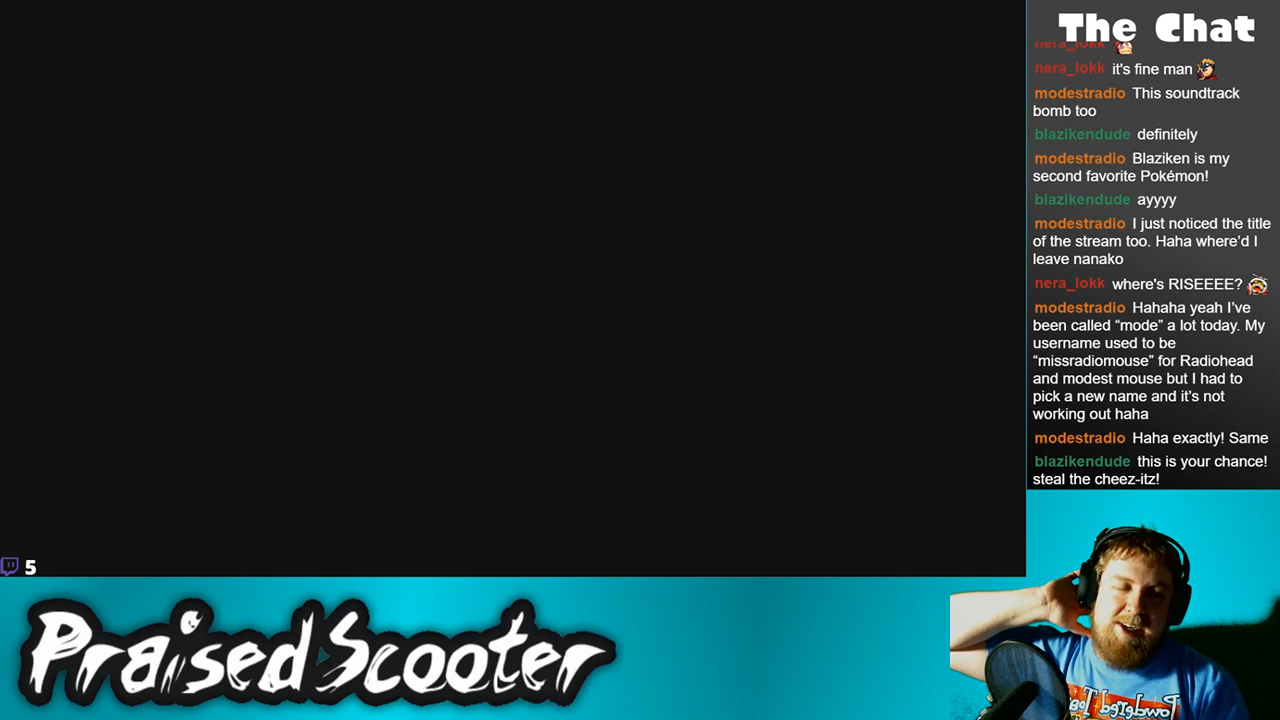 The Chat
nera_lokk
nera_lokk it's fine man
modestradio This soundtrack
bomb too
blazikendude definitely
modestradio Blaziken is my
second favorite Pokémon!
blazikendude ayyyy
modestradio I just noticed the title
of the stream too. Haha where'd I
leave nanako
nera_lokk where's RISEEEE?
modestradio Hahaha yeah I've
been called “mode” a lot today. My
username used to be
“missradiomouse” for Radiohead
and modest mouse but I had to
pick a new name and it's not
working out haha
modestradio Haha exactly! Same
blazikendude this is your chance!
steal the cheez-itz!
5
PraisedScooter